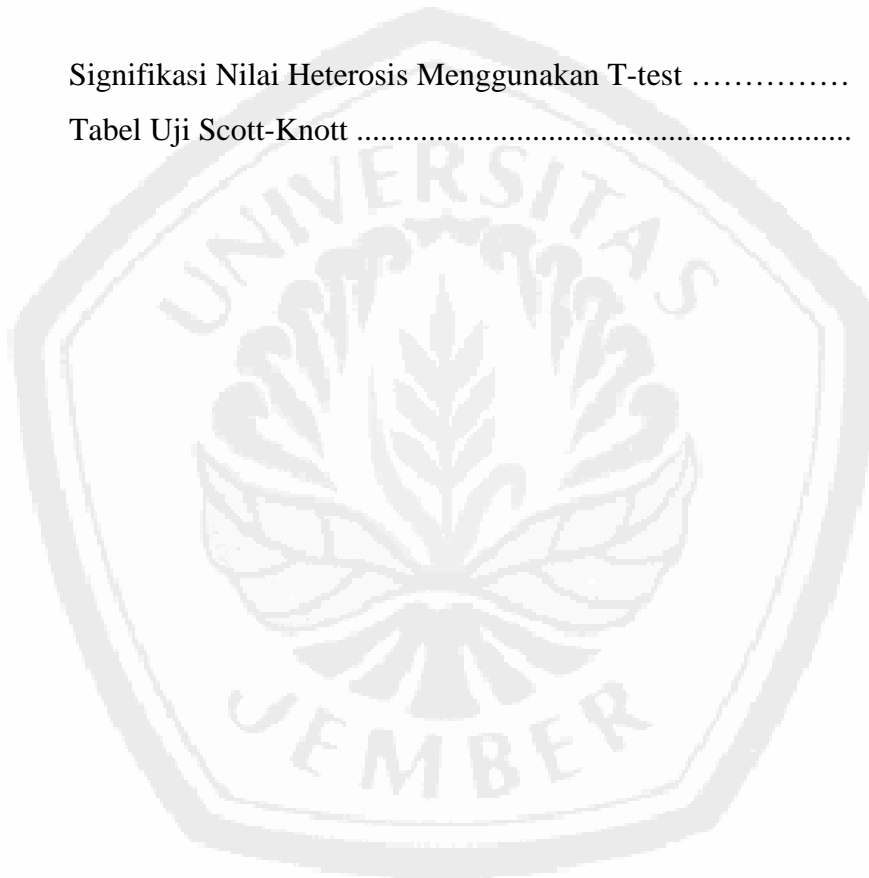 Signifikasi Nilai Heterosis Menggunakan T-test ……………
Tabel Uji Scott-Knott ..............................................................
UNIVERSITAS
JEMBER